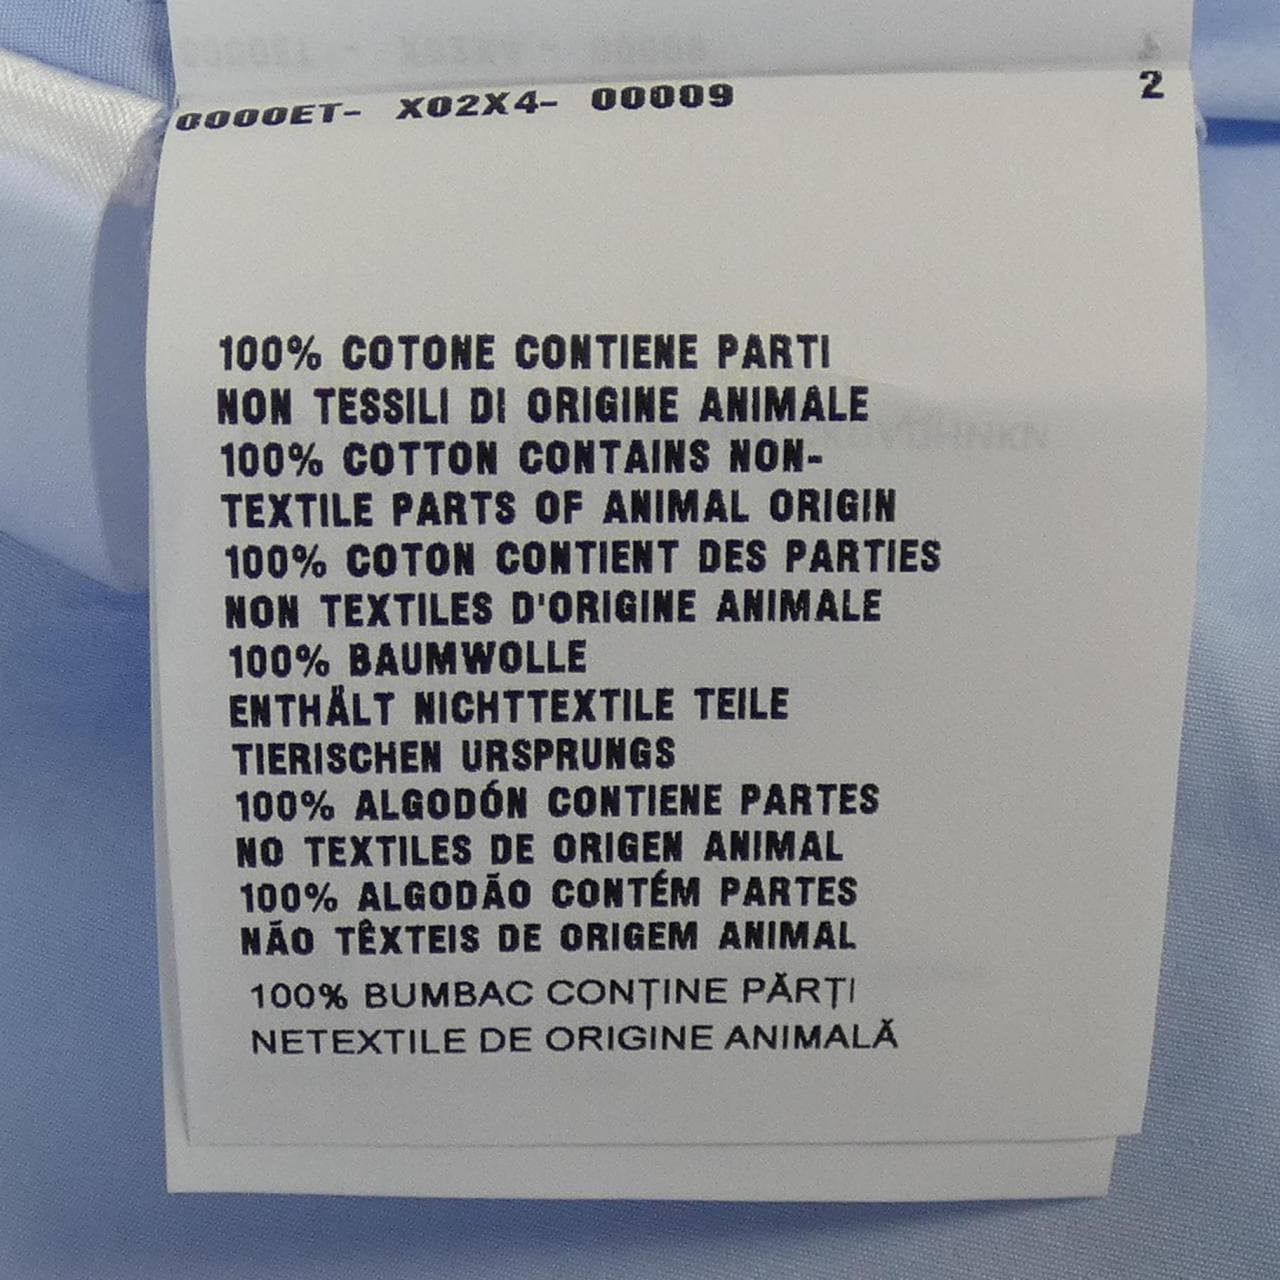 0000ET- X02X4- 00009 2
100% COTONE CONTIENE PARTI
NON TESSILI DI ORIGINE ANIMALE
100% COTTON CONTAINS NON-
TEXTILE PARTS OF ANIMAL ORIGIN
100% COTON CONTIENT DES PARTIES
NON TEXTILES D'ORIGINE ANIMALE
100% BAUMWOLLE
ENTHÄLT NICHTTEXTILE TEILE
TIERISCHEN URSPRUNGS
100% ALGODÓN CONTIENE PARTES
NO TEXTILES DE ORIGEN ANIMAL
100% ALGODÃO CONTÉM PARTES
NÃO TÊXTEIS DE ORIGEM ANIMAL
100% BUMBAC CONȚINE PĂRȚI
NETEXTILE DE ORIGINE ANIMALĂ